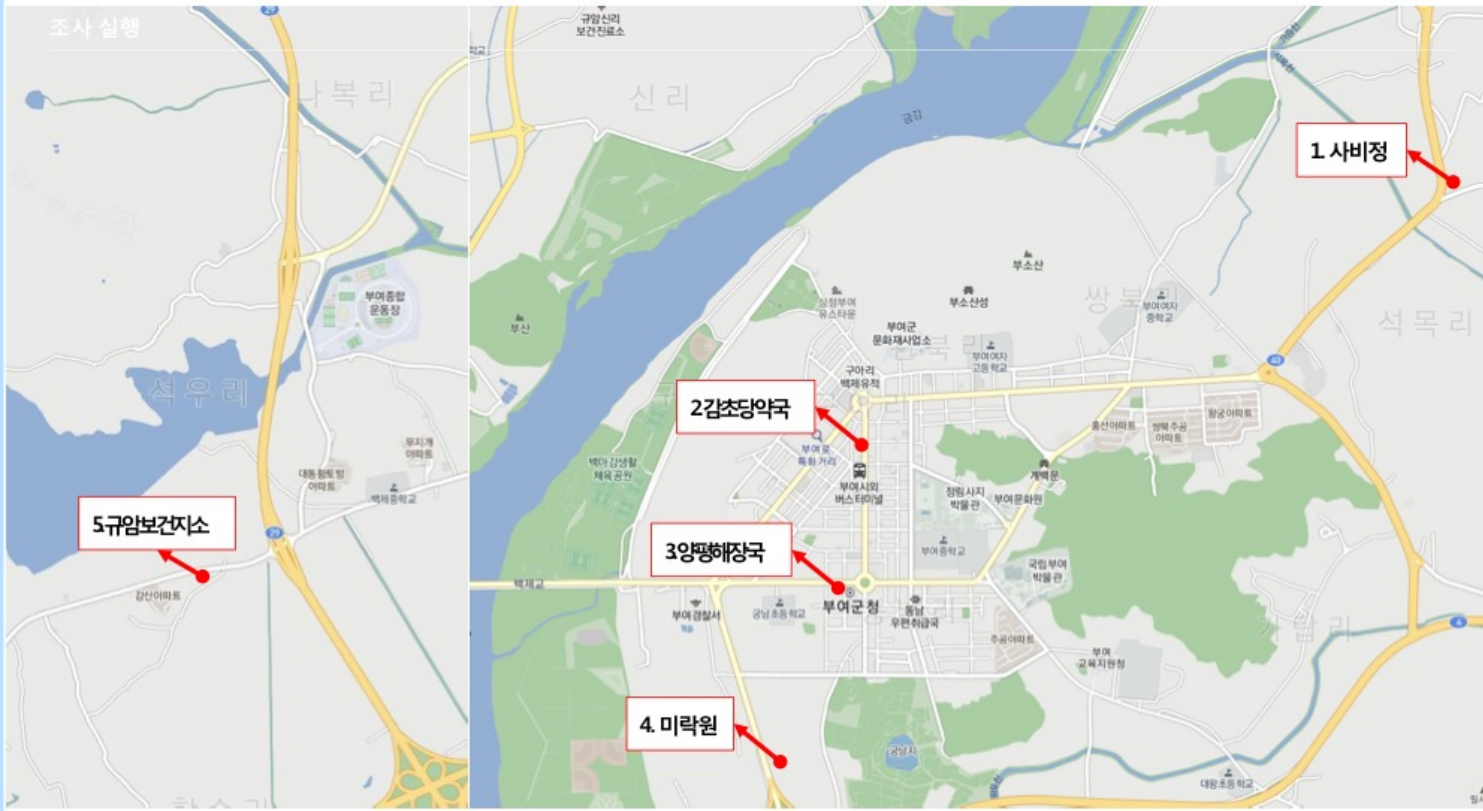 조사 실행
29
규암신리
보건진료소
나복리
신리
금강
1. 사비정
부소산
쌍북리
석목리
부여종합
운동장
부산
삼정부여
유스타운
부소산성
부여군
문화재사업소
부여여자
중학교
부여여자
고등학교
구아리
백제유적
40
2감초당약국
부여로
특화거리
석우리
무지개
아파트
대동황토방
아파트
백제중학교
백마강생활
체육공원
부여시외
버스터미널
정림사지
박물관
부여문화원
계백문
흥선아파트
쌍북주공
아파트
왕궁아파트
5.규암보건지소
29
3양평해장국
부여중학교
국립부여
박물관
강산아파트
백제교
부여경찰서
궁남초등학교
부여군청
동남
우편취급국
주공아파트
부여
교육지원청
가탑리
4
4. 미락원
궁남지
대왕초등학교